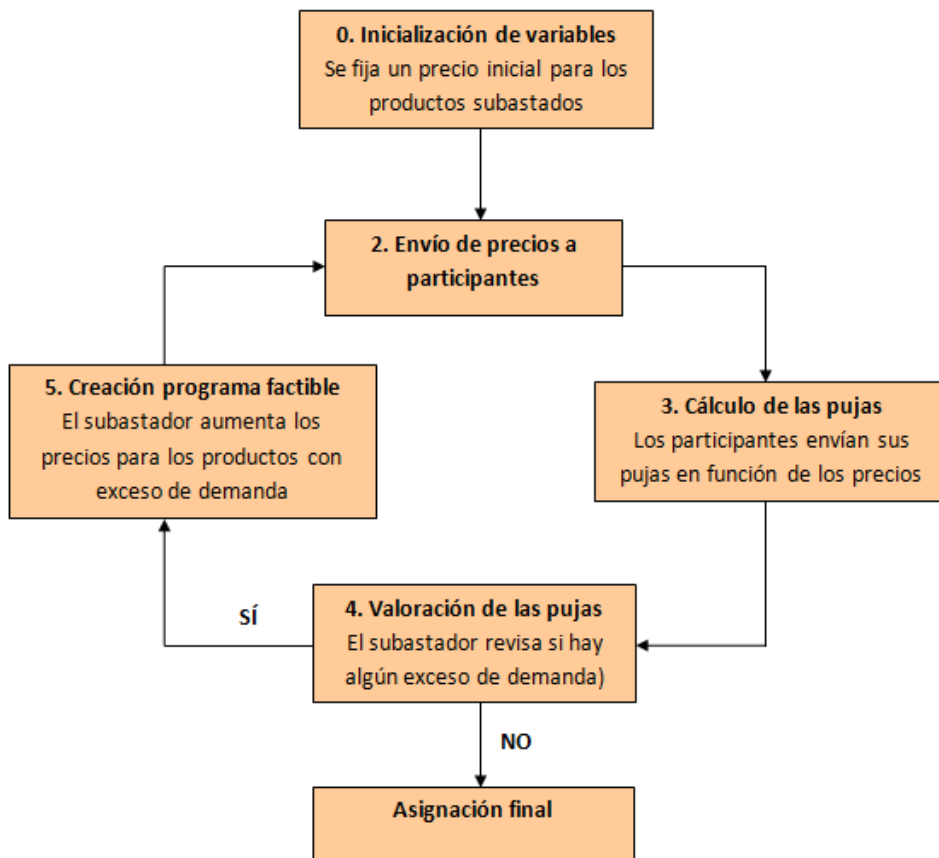 0. Inicialización de variables
Se fija un precio inicial para los
productos subastados
2. Envío de precios a
participantes
3. Cálculo de las pujas
Los participantes envían sus
pujas en función de los precios
4. Valoración de las pujas
El subastador revisa si hay
algún exceso de demanda)
SÍ
5. Creación programa factible
El subastador aumenta los
precios para los productos con
exceso de demanda
NO
Asignación final